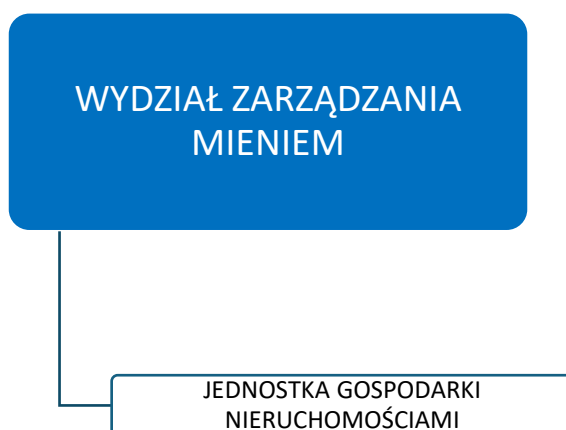 WYDZIAŁ ZARZĄDZANIA
MIENIEM
JEDNOSTKA GOSPODARKI
NIERUCHOMOŚCIAMI